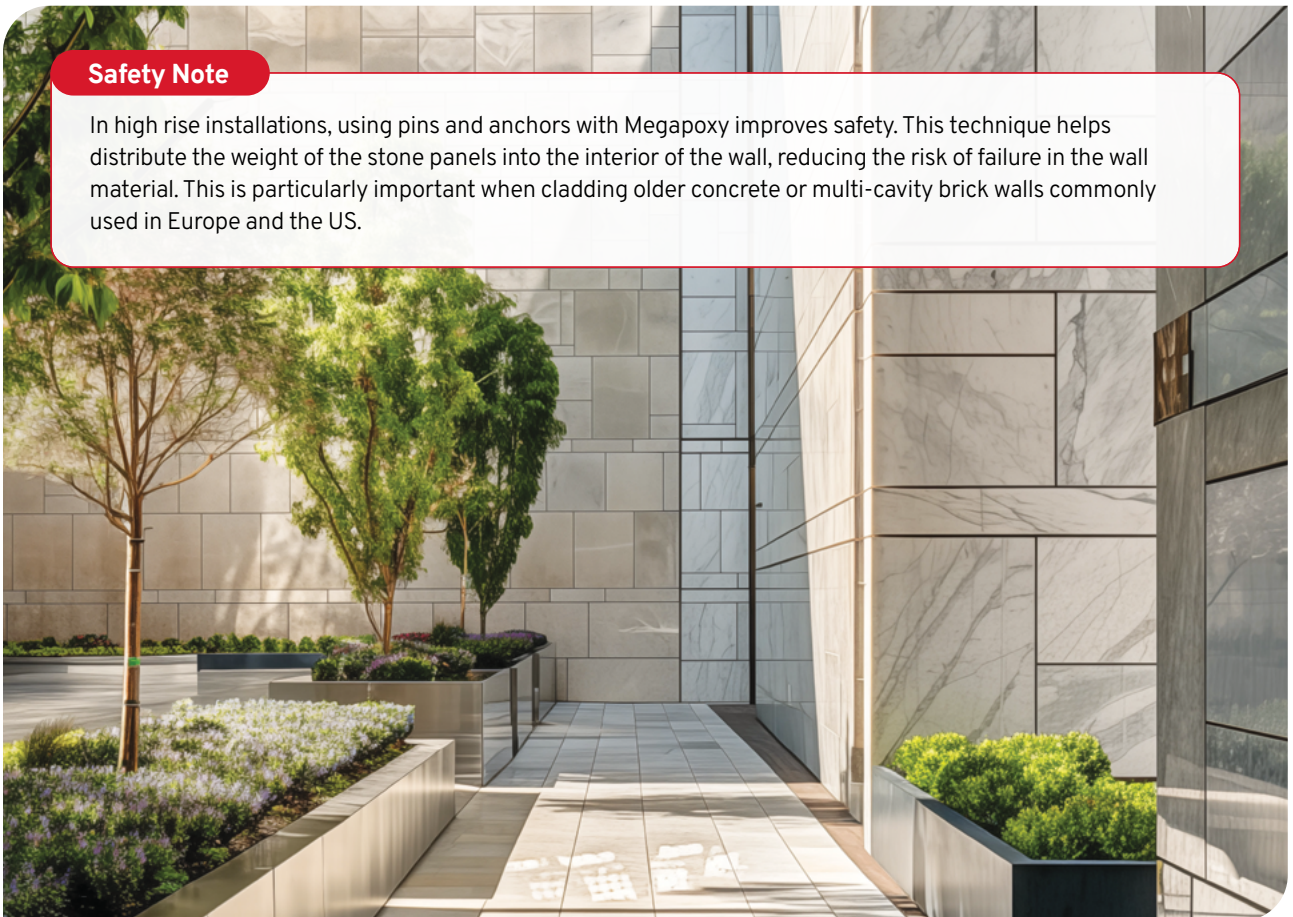 Safety Note
In high rise installations, using pins and anchors with Megapoxy improves safety. This technique helps
distribute the weight of the stone panels into the interior of the wall, reducing the risk of failure in the wall
material. This is particularly important when cladding older concrete or multi-cavity brick walls commonly
used in Europe and the US.